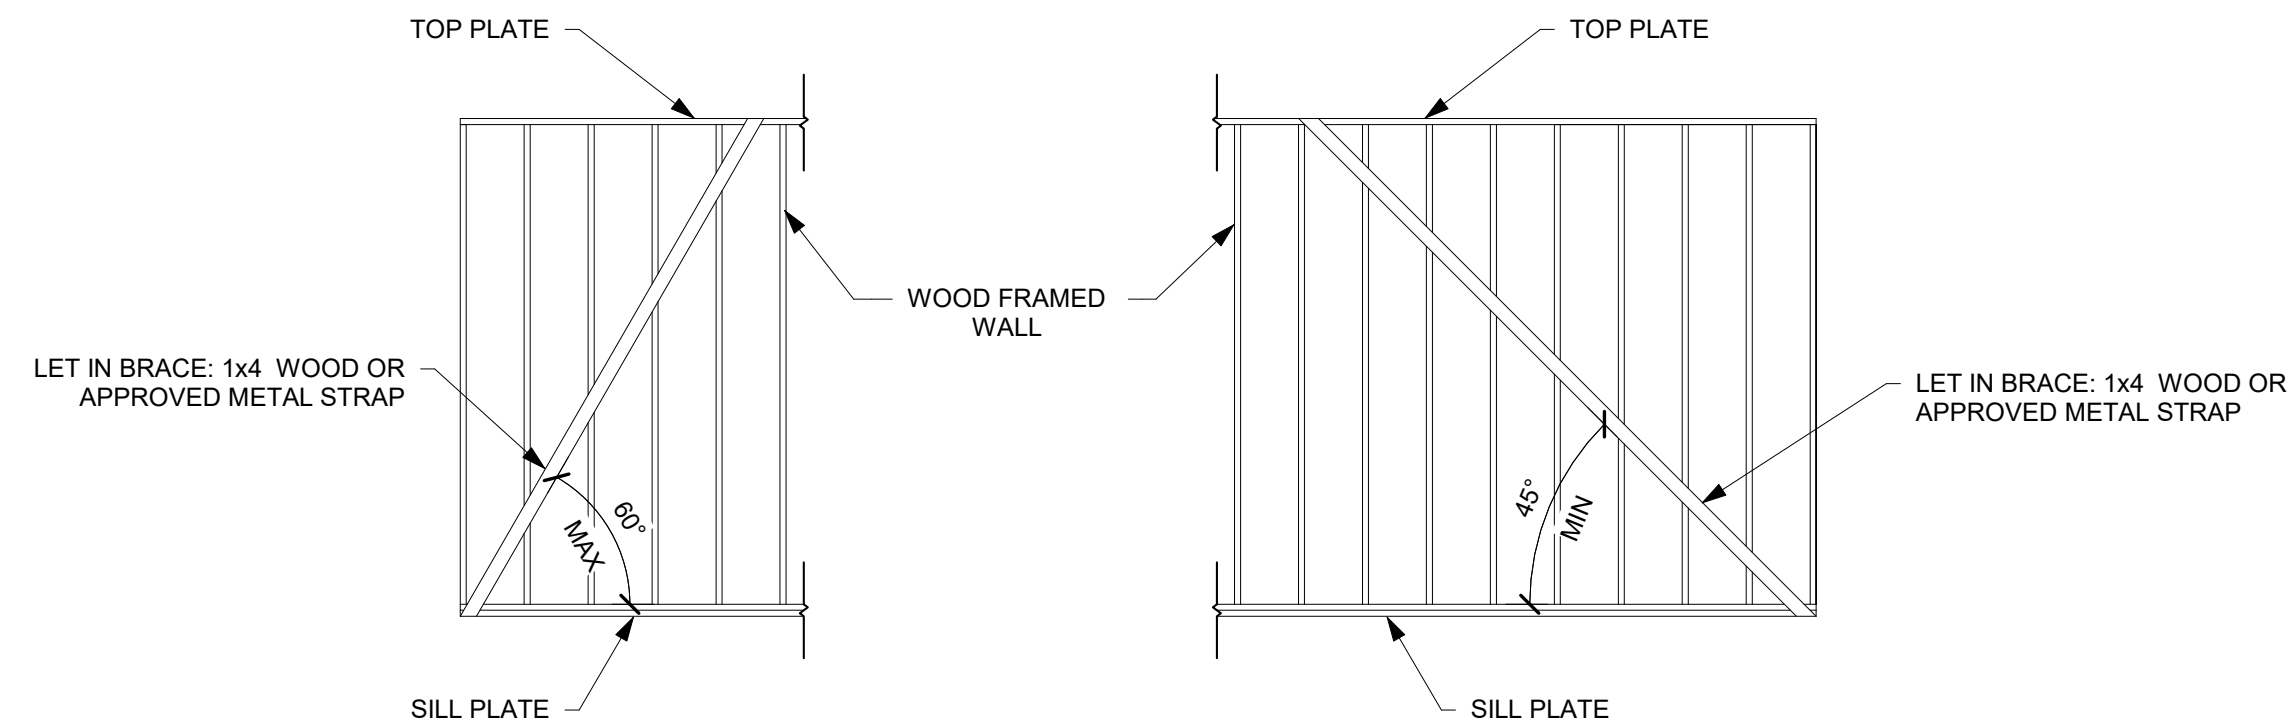 TOP PLATE
TOP PLATE
WOOD FRAMED
WALL
LET IN BRACE: 1x4  WOOD OR
APPROVED METAL STRAP
LET IN BRACE: 1x4  WOOD OR
APPROVED METAL STRAP
60°
MAX
45°
MIN
SILL PLATE
SILL PLATE